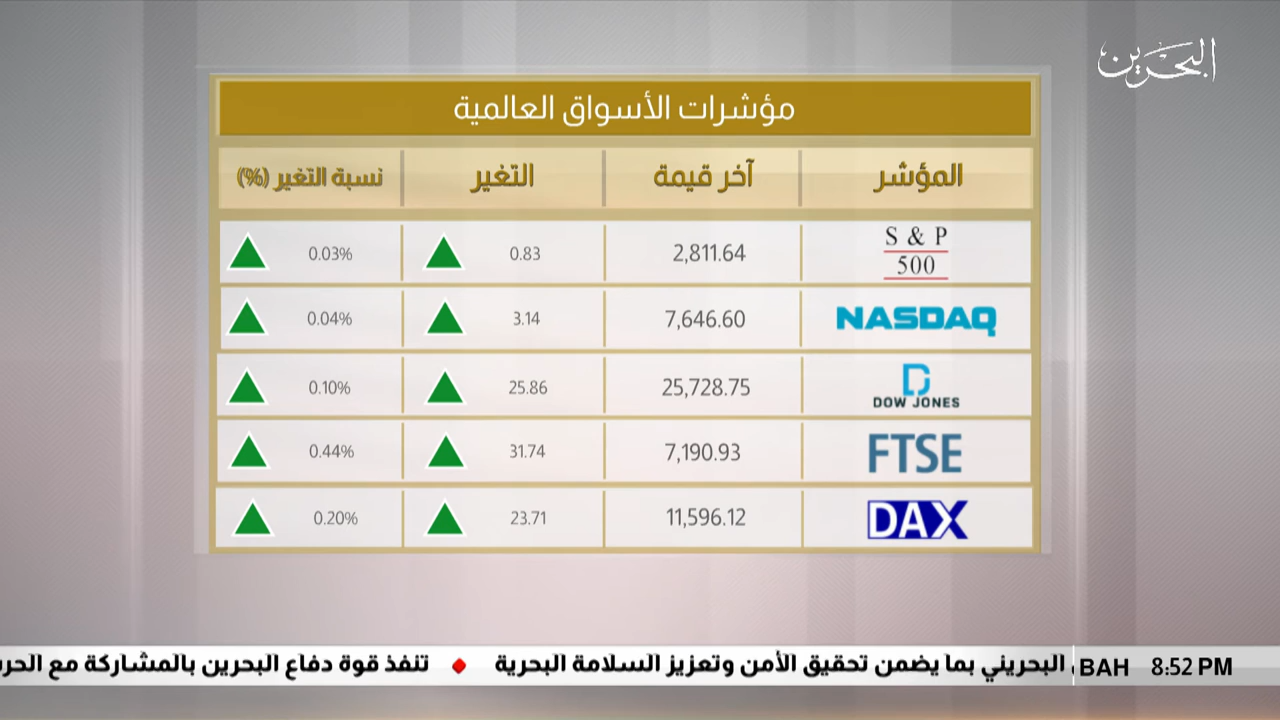 البحرين
مؤشرات الأسواق العالمية
المؤشر آخر قيمة التغير نسبة التغير (%)
S & P
500
2,811.64 0.83 0.03%
NASDAQ 7,646.60 3.14 0.04%
DOW JONES 25,728.75 25.86 0.10%
FTSE 7,190.93 31.74 0.44%
DAX 11,596.12 23.71 0.20%
BAH 8:52 PM
البحريني بما يضمن تحقيق الأمن وتعزيز السلامة البحرية • تنفذ قوة دفاع البحرين بالمشاركة مع